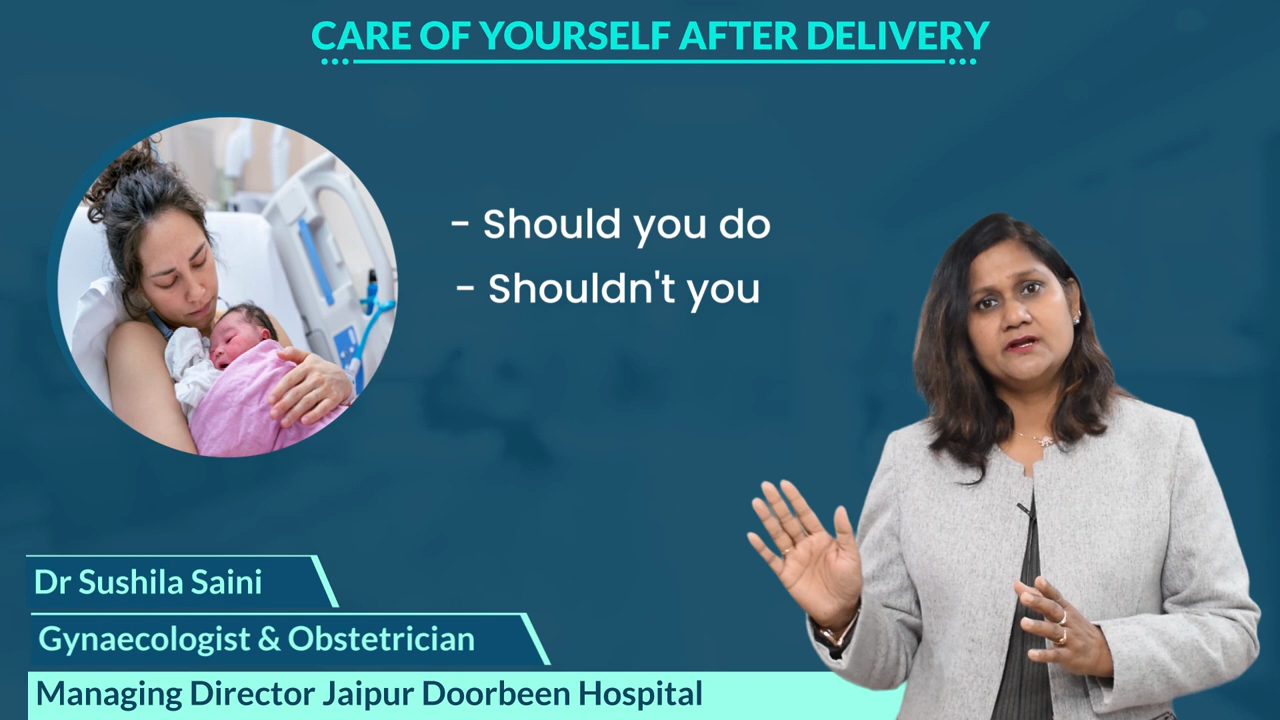 CARE OF YOURSELF AFTER DELIVERY
- Should you do
- Shouldn't you
Dr Sushila Saini
Gynaecologist & Obstetrician
Managing Director Jaipur Doorbeen Hospital